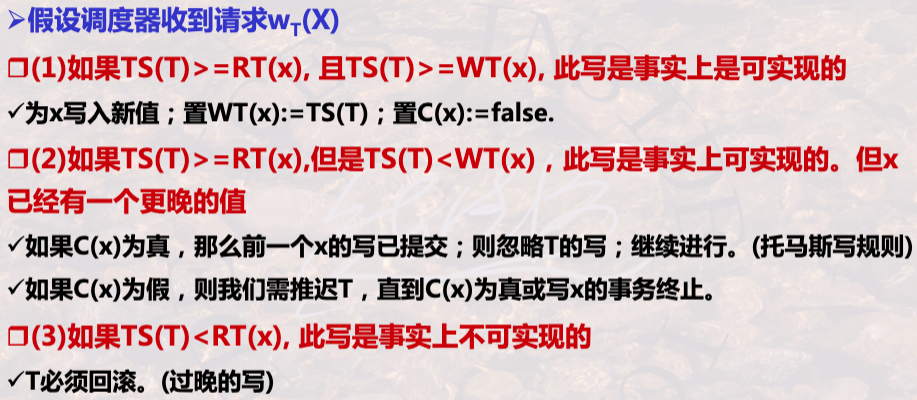 ➢假设调度器收到请求wT(X)
❒(1)如果TS(T)>=RT(x), 且TS(T)>=WT(x), 此写是事实上是可实现的
✓为x写入新值；置WT(x):=TS(T)；置C(x):=false.
❒(2)如果TS(T)>=RT(x),但是TS(T)<WT(x)，此写是事实上可实现的。但x
已经有一个更晚的值
✓如果C(x)为真，那么前一个x的写已提交；则忽略T的写；继续进行。(托马斯写规则)
✓如果C(x)为假，则我们需推迟T，直到C(x)为真或写x的事务终止。
❒(3)如果TS(T)<RT(x), 此写是事实上不可实现的
✓T必须回滚。(过晚的写)